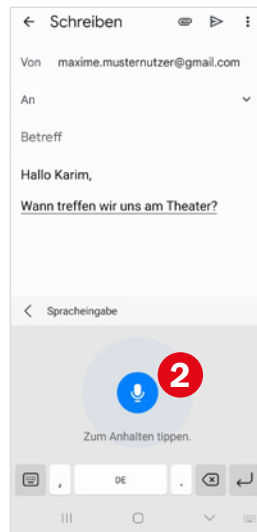 Schreiben
Von maxime.musternutzer@gmail.com
An
Betreff
Hallo Karim,
Wann treffen wir uns am Theater?
Spracheingabe
2
Zum Anhalten tippen.
, DE .